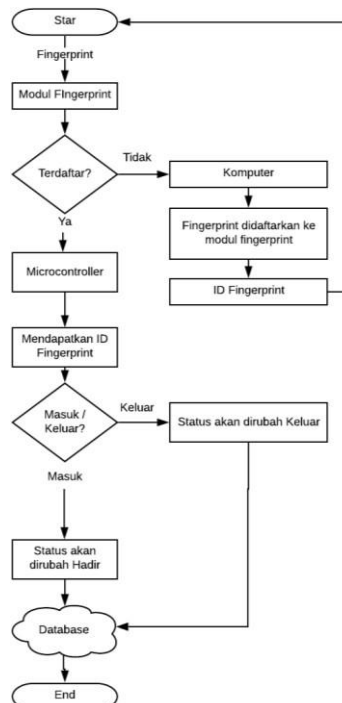 Star
Fingerprint
Modul FIngerprint
Terdaftar?
Tidak
Komputer
Fingerprint didaftarkan ke
modul fingerprint
ID Fingerprint
Ya
Microcontroller
Mendapatkan ID
Fingerprint
Masuk /
Keluar?
Keluar
Status akan dirubah Keluar
Masuk
Status akan
dirubah Hadir
Database
End